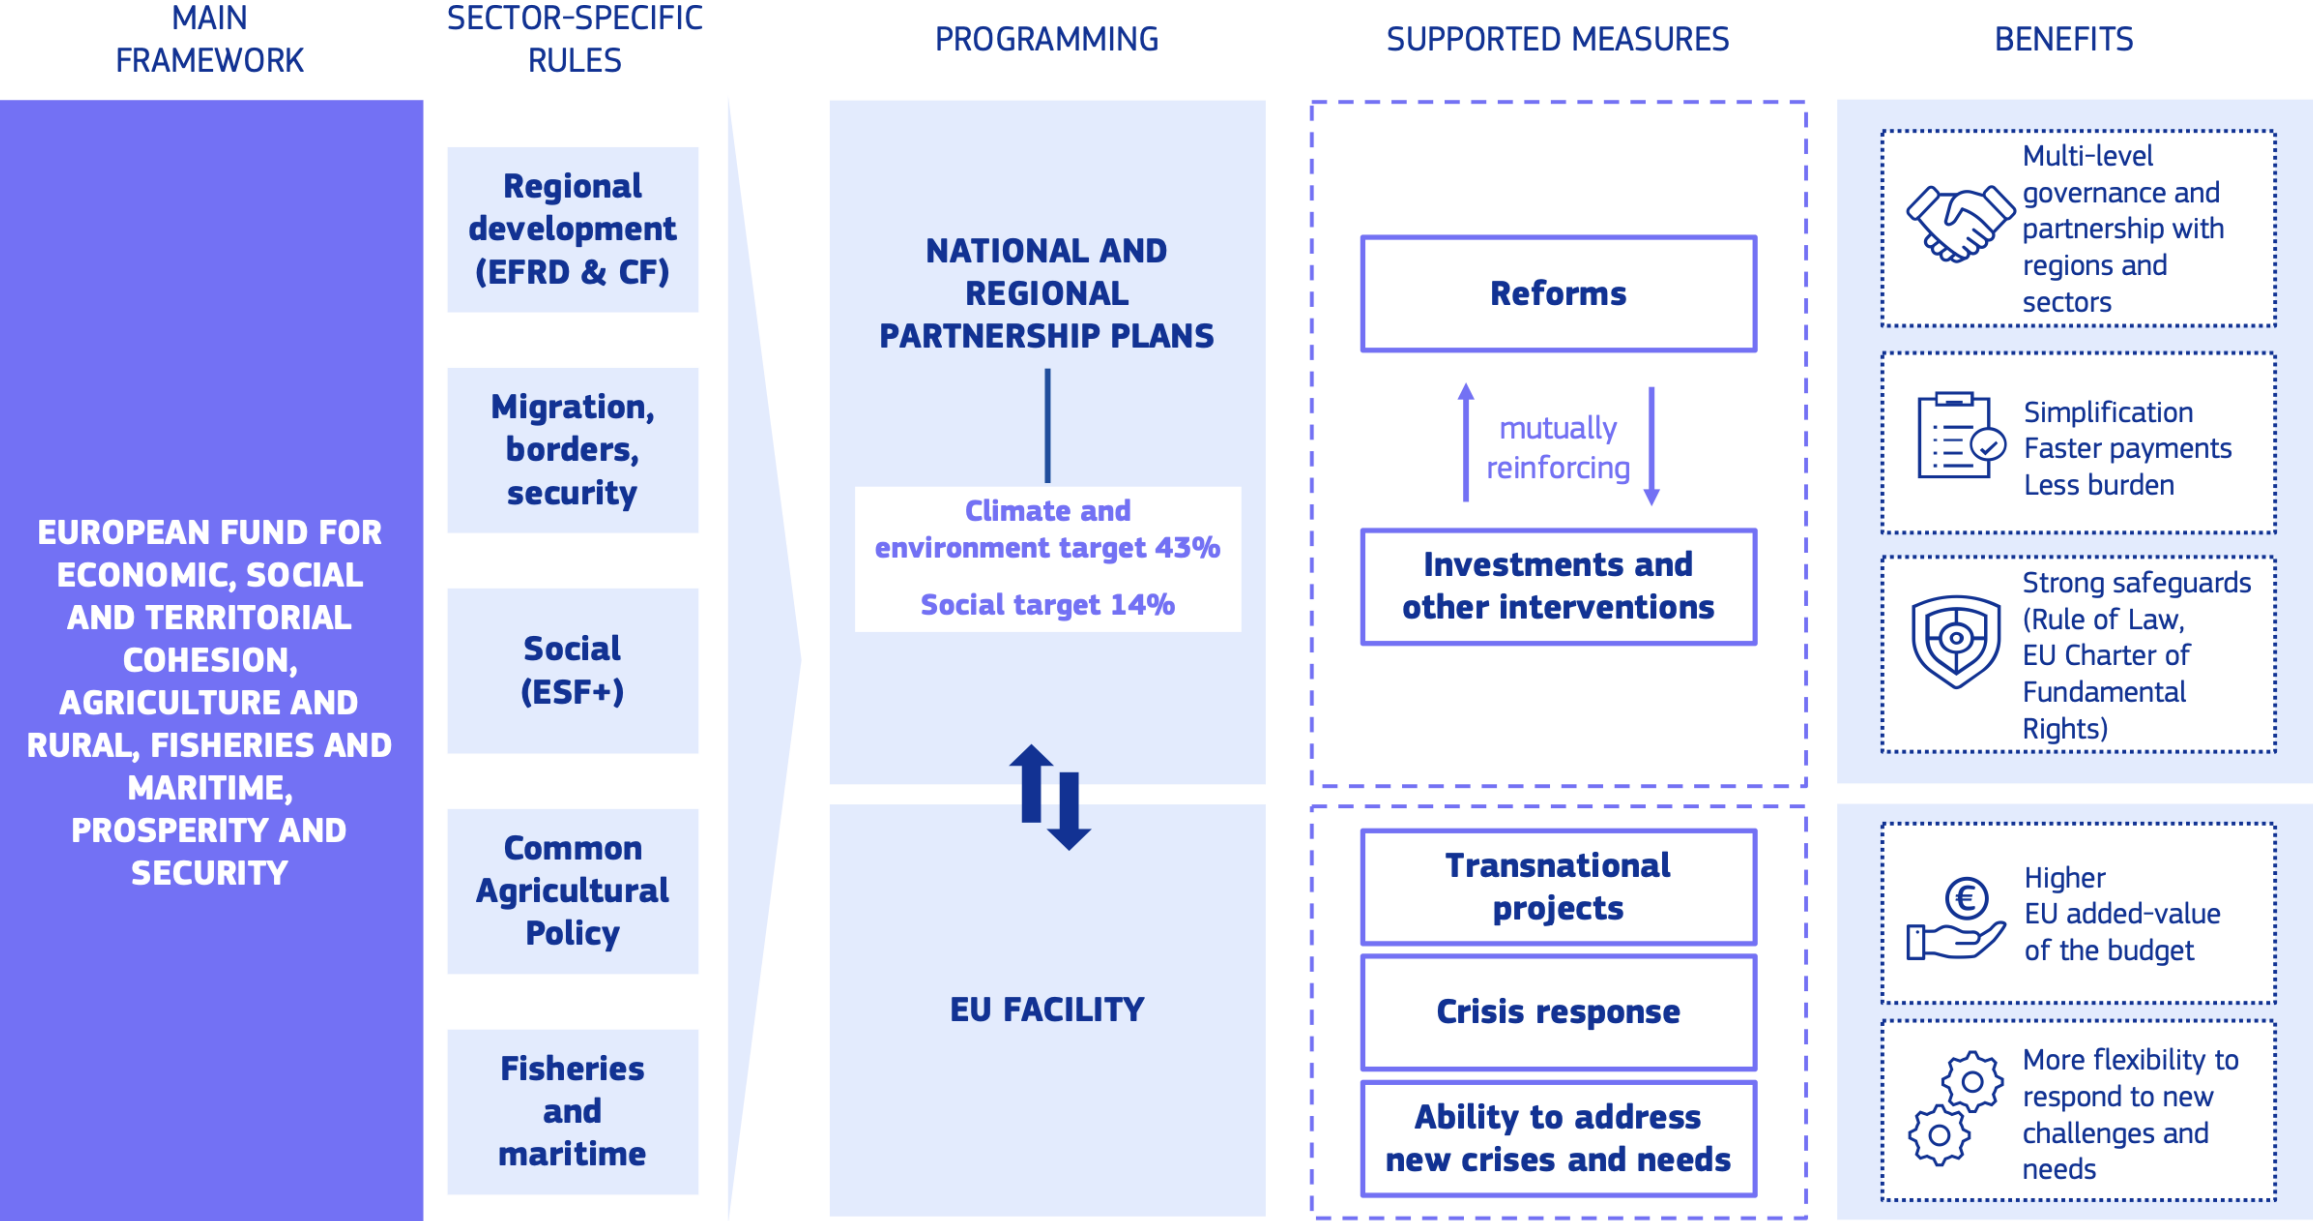 MAIN
FRAMEWORK
SECTOR-SPECIFIC
RULES
PROGRAMMING
SUPPORTED MEASURES
BENEFITS
EUROPEAN FUND FOR
ECONOMIC, SOCIAL
AND TERRITORIAL
COHESION,
AGRICULTURE AND
RURAL, FISHERIES AND
MARITIME,
PROSPERITY AND
SECURITY
Regional
development
(EFRD & CF)
Migration,
borders,
security
Social
(ESF+)
Common
Agricultural
Policy
Fisheries
and
maritime
NATIONAL AND
REGIONAL
PARTNERSHIP PLANS
Climate and
environment target 43%
Social target 14%
EU FACILITY
Reforms
mutually
reinforcing
Investments and
other interventions
Transnational
projects
Crisis response
Ability to address
new crises and needs
Multi-level
governance and
partnership with
regions and
sectors
Simplification
Faster payments
Less burden
Strong safeguards
(Rule of Law,
EU Charter of
Fundamental
Rights)
€
Higher
EU added-value
of the budget
More flexibility to
respond to new
challenges and
needs